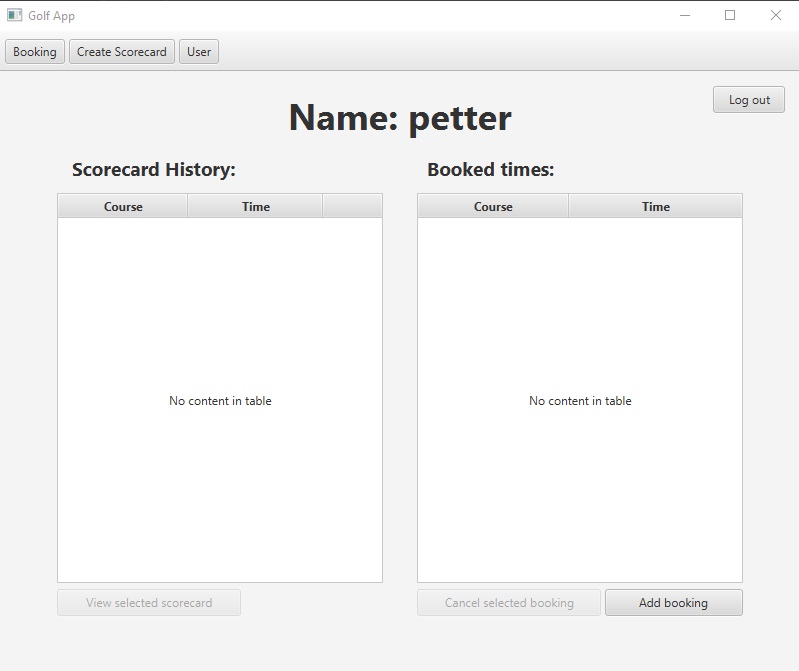 Golf App
Booking Create Scorecard User
Log out
Name: petter
Scorecard History: Booked times:
Course Time Course Time
No content in table No content in table
View selected scorecard Cancel selected booking Add booking